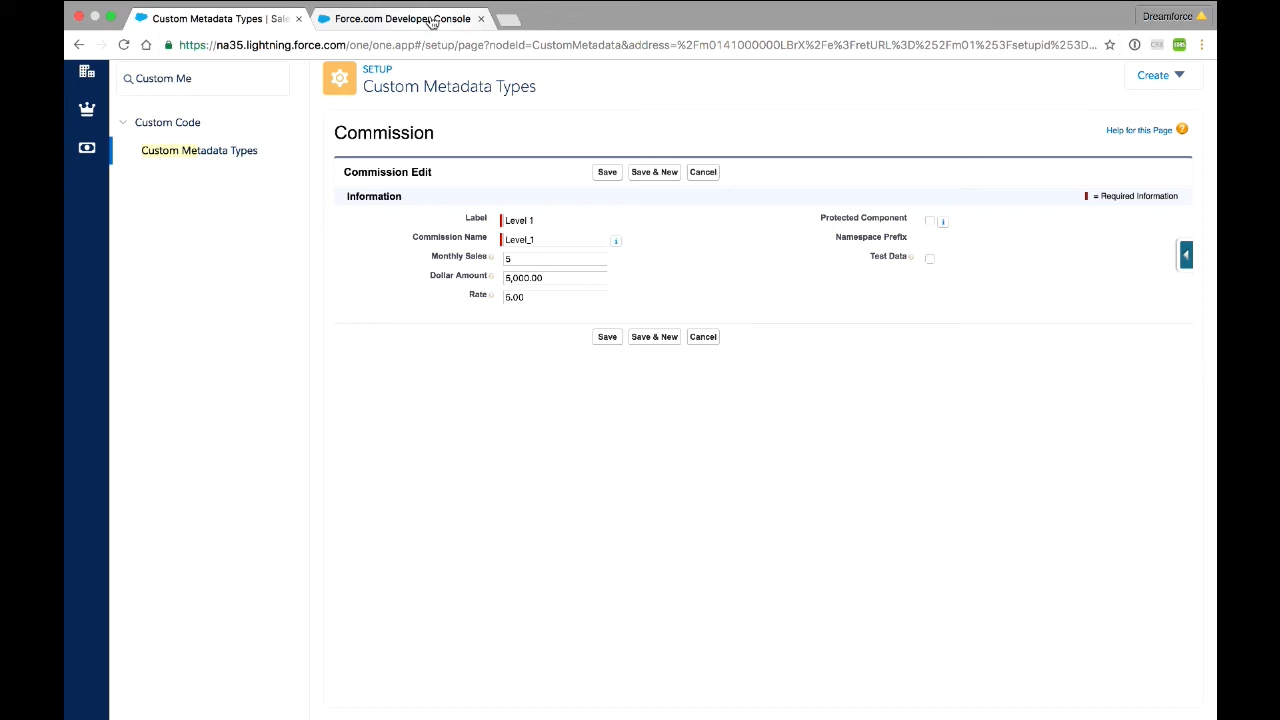 Custom Metadata Types | Sale
Force.com Developer Console
Dreamforce
https://na35.lightning.force.com/one/one.app#/setup/page?nodeId=CustomMetadata&address=%2Fm0141000000LBrx%2Fe%3FretURL%3D%252Fm01%253Fsetupid%253D...
Custom Me
SETUP
Custom Metadata Types
Create
Custom Code
Custom Metadata Types
Commission
Help for this Page
Commission Edit
Save
Save & New
Cancel
Information
= Required Information
Label
Level 1
Protected Component
Commission Name
Level_1
Namespace Prefix
Monthly Sales
5
Test Data
Dollar Amount
5,000.00
Rate
5.00
Save
Save & New
Cancel